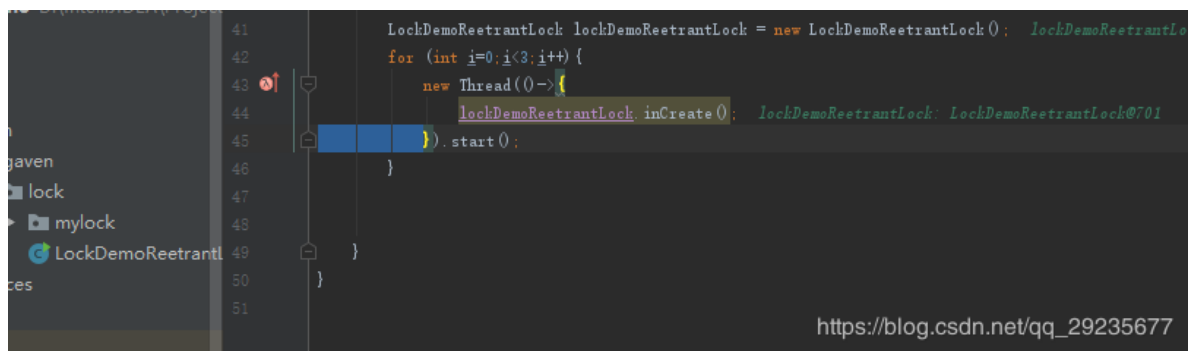 41 LockDemoReetrantLock lockDemoReetrantLock = new LockDemoReetrantLock(); lockDemoReetrantLo
42 for (int i=0;i<3;i++){
43 new Thread(()->{
44 lockDemoReetrantLock.inCreate(); lockDemoReetrantLock: LockDemoReetrantLock@701
45 }).start();
46 }
47
48
49 }
50 }
51
gaven
lock
mylock
LockDemoReetrantL
ces
https://blog.csdn.net/qq_29235677